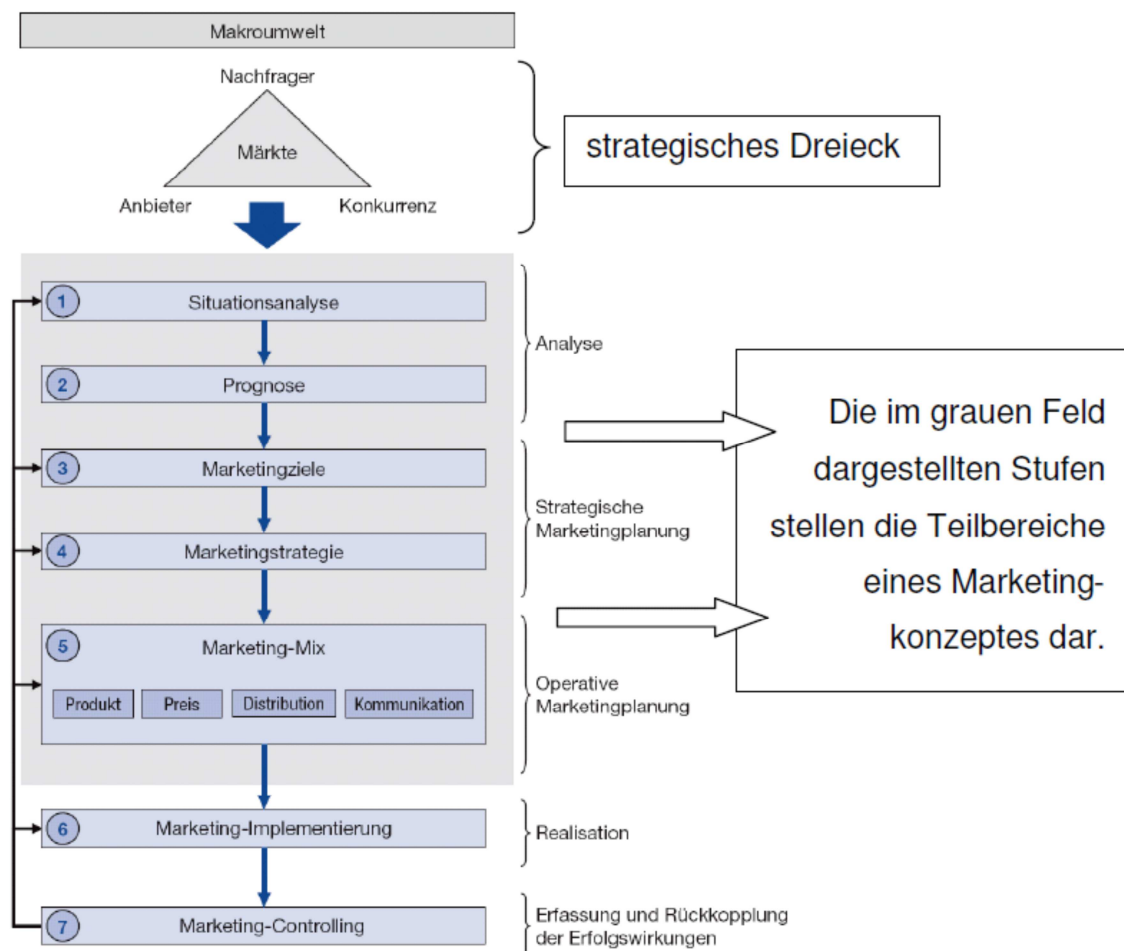 Makroumwelt
Nachfrager
Märkte
Anbieter
Konkurrenz
strategisches Dreieck
1
Situationsanalyse
2
Prognose
Analyse
3
Marketingziele
4
Marketingstrategie
Strategische
Marketingplanung
5
Marketing-Mix
Produkt
Preis
Distribution
Kommunikation
Operative
Marketingplanung
Die im grauen Feld
dargestellten Stufen
stellen die Teilbereiche
eines Marketing-
konzeptes dar.
6
Marketing-Implementierung
Realisation
7
Marketing-Controlling
Erfassung und Rückkopplung
der Erfolgswirkungen